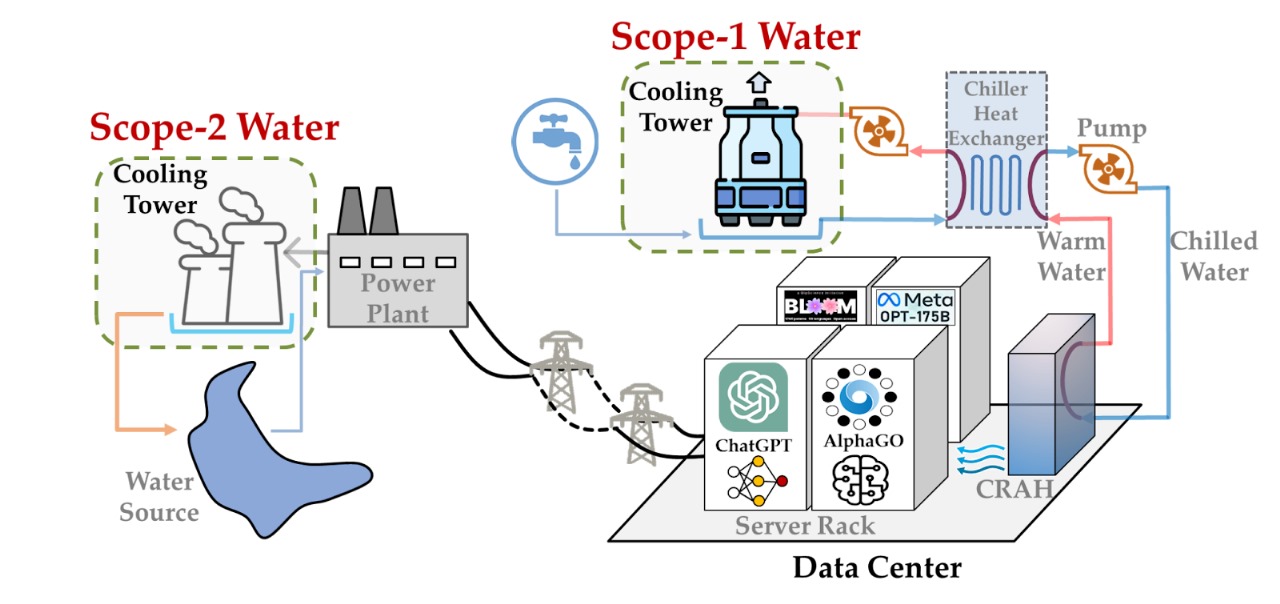 Scope-1 Water
Cooling
Tower
Chiller
Heat
Exchanger
Pump
Scope-2 Water
Cooling
Tower
Power
Plant
Warm
Water
Chilled
Water
BLOOM
Meta
OPT-175B
ChatGPT
AlphaGO
CRAH
Water
Source
Server Rack
Data Center